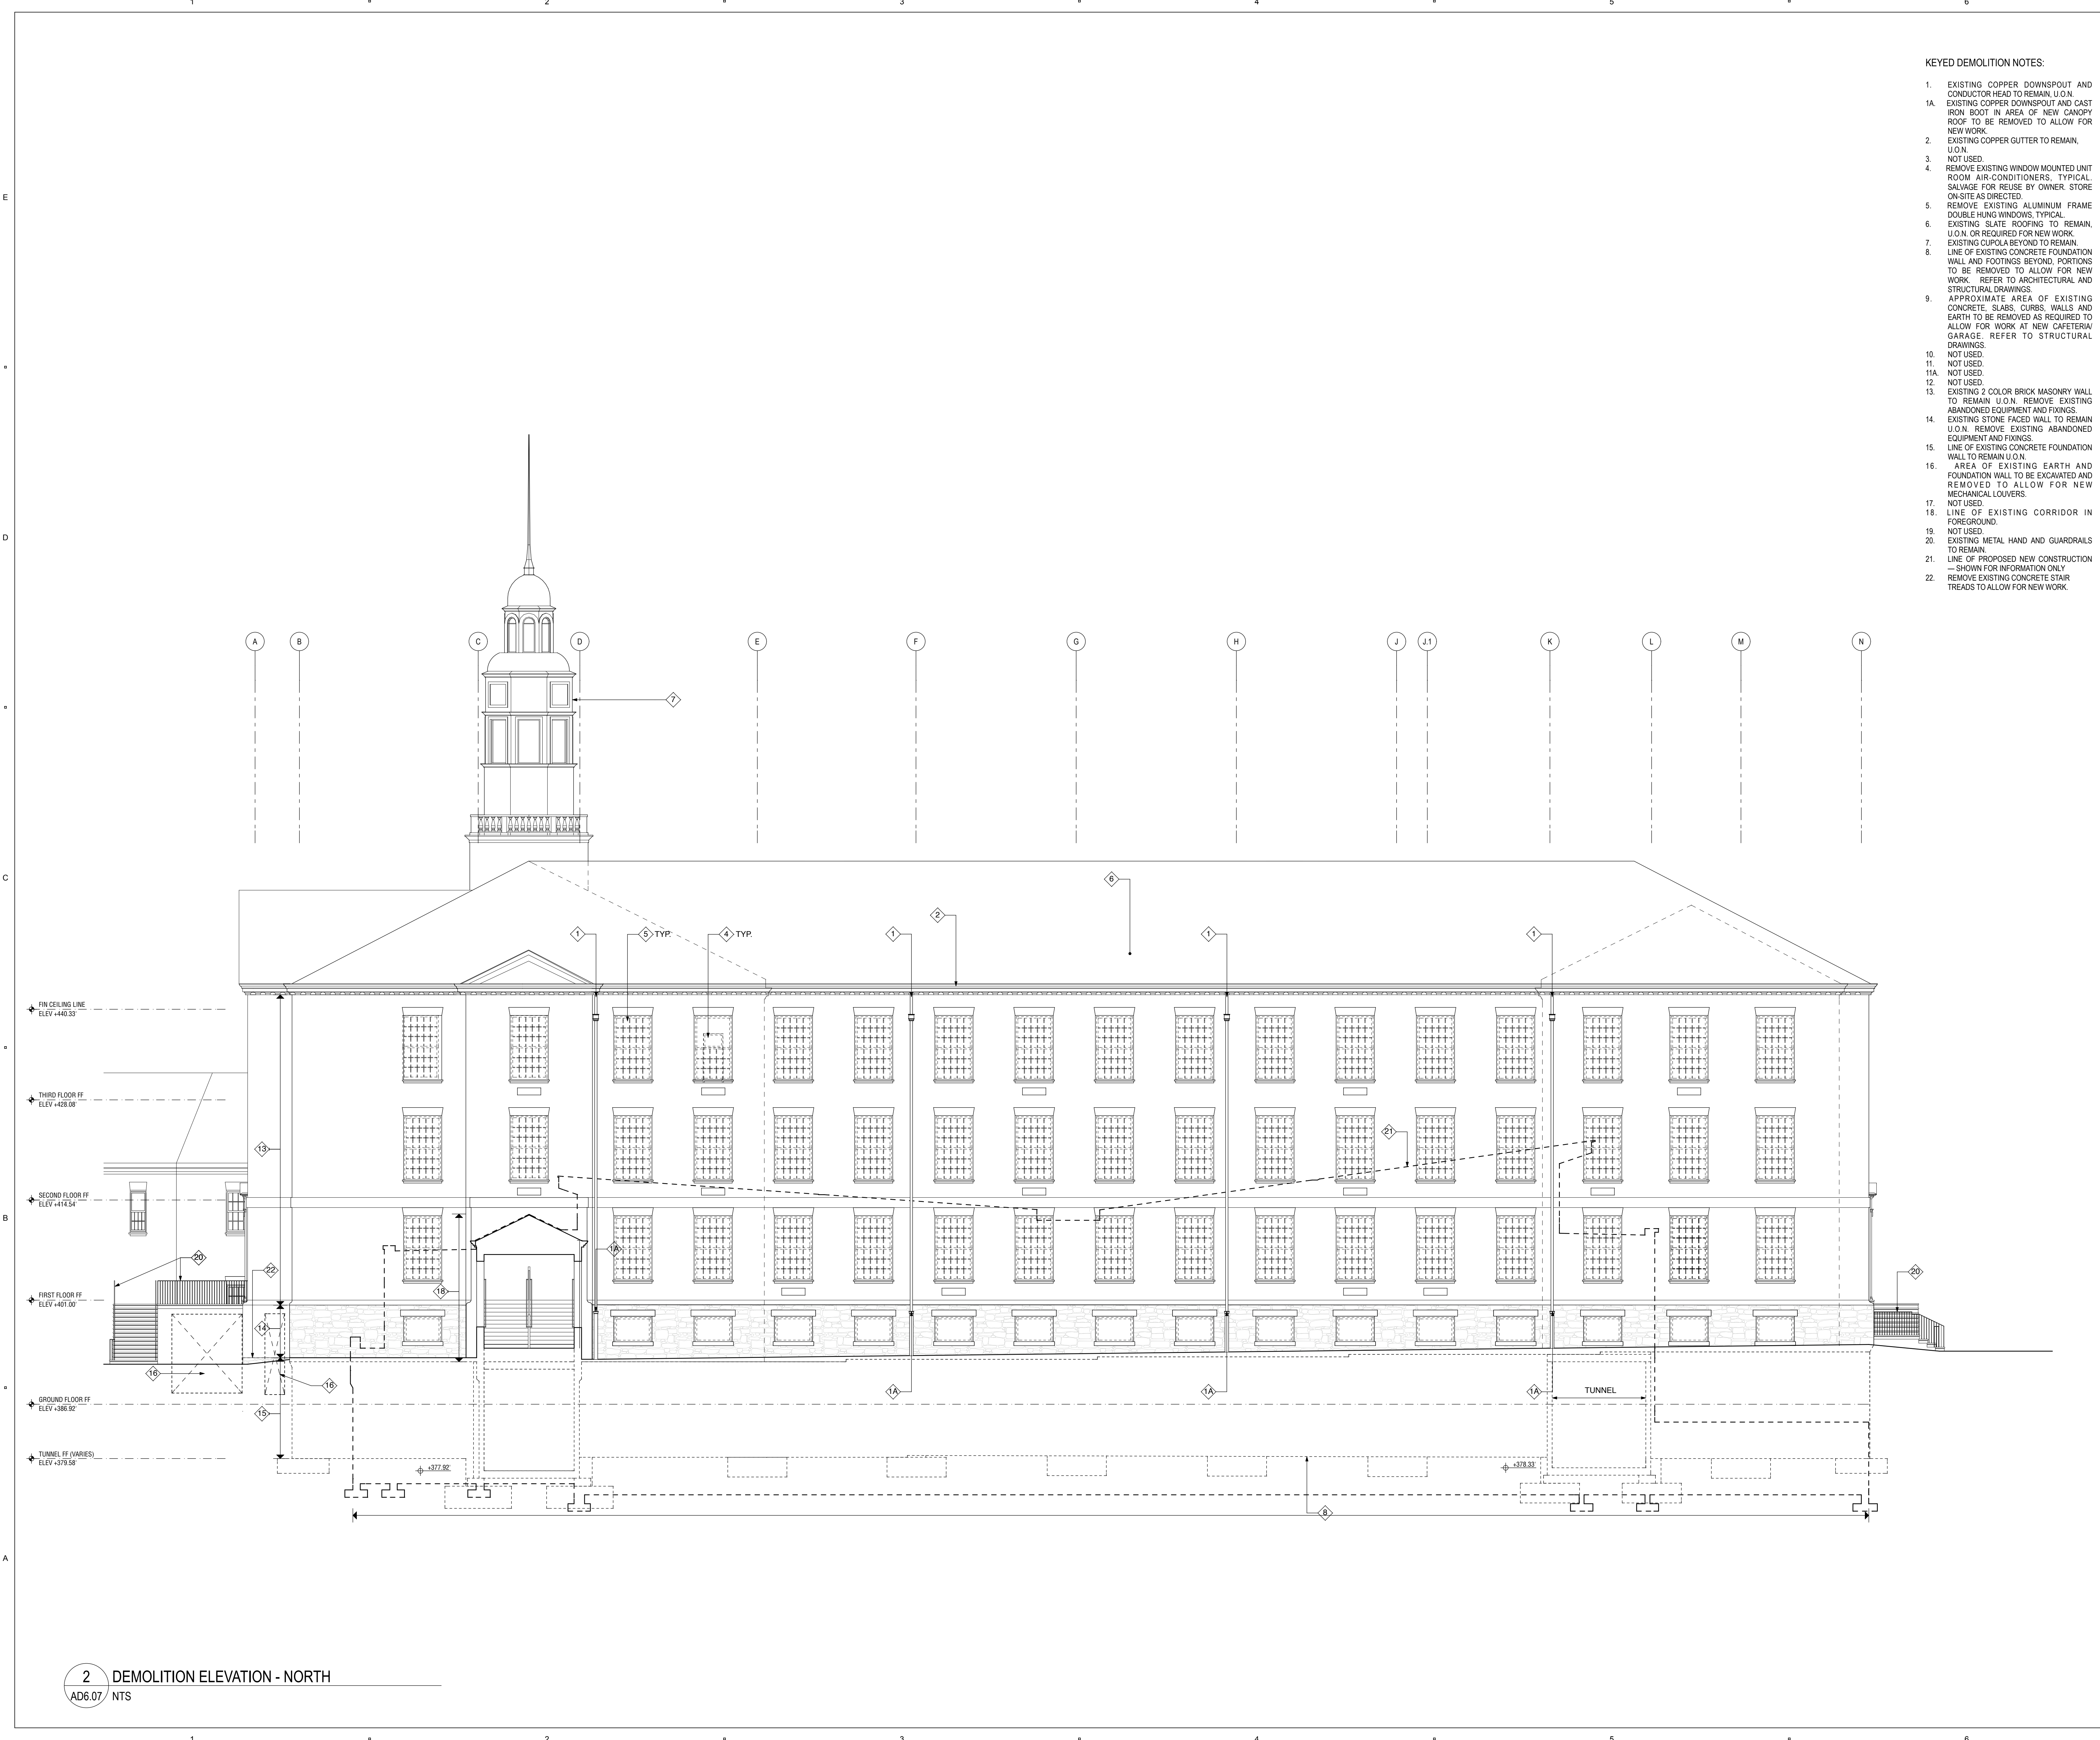 1 2 3 4 5 6
KEYED DEMOLITION NOTES:
1. EXISTING COPPER DOWNSPOUT AND
CONDUCTOR HEAD TO REMAIN, U.O.N.
1A. EXISTING COPPER DOWNSPOUT AND CAST
IRON BOOT IN AREA OF NEW CANOPY
ROOF TO BE REMOVED TO ALLOW FOR
NEW WORK.
2. EXISTING COPPER GUTTER TO REMAIN,
U.O.N.
3. NOT USED.
4. REMOVE EXISTING WINDOW MOUNTED UNIT
ROOM AIR-CONDITIONERS, TYPICAL.
SALVAGE FOR REUSE BY OWNER. STORE
ON-SITE AS DIRECTED.
5. REMOVE EXISTING ALUMINUM FRAME
DOUBLE HUNG WINDOWS, TYPICAL.
6. EXISTING SLATE ROOFING TO REMAIN,
U.O.N. OR REQUIRED FOR NEW WORK.
7. EXISTING CUPOLA BEYOND TO REMAIN.
8. LINE OF EXISTING CONCRETE FOUNDATION
WALL AND FOOTINGS BEYOND, PORTIONS
TO BE REMOVED TO ALLOW FOR NEW
WORK. REFER TO ARCHITECTURAL AND
STRUCTURAL DRAWINGS.
9. APPROXIMATE AREA OF EXISTING
CONCRETE, SLABS, CURBS, WALLS AND
EARTH TO BE REMOVED AS REQUIRED TO
ALLOW FOR WORK AT NEW CAFETERIA/
GARAGE. REFER TO STRUCTURAL
DRAWINGS.
10. NOT USED.
11. NOT USED.
11A. NOT USED.
12. NOT USED.
13. EXISTING 2 COLOR BRICK MASONRY WALL
TO REMAIN U.O.N. REMOVE EXISTING
ABANDONED EQUIPMENT AND FIXINGS.
14. EXISTING STONE FACED WALL TO REMAIN
U.O.N. REMOVE EXISTING ABANDONED
EQUIPMENT AND FIXINGS.
15. LINE OF EXISTING CONCRETE FOUNDATION
WALL TO REMAIN U.O.N.
16. AREA OF EXISTING EARTH AND
FOUNDATION WALL TO BE EXCAVATED AND
REMOVED TO ALLOW FOR NEW
MECHANICAL LOUVERS.
17. NOT USED.
18. LINE OF EXISTING CORRIDOR IN
FOREGROUND.
19. NOT USED.
20. EXISTING METAL HAND AND GUARDRAILS
TO REMAIN.
21. LINE OF PROPOSED NEW CONSTRUCTION
— SHOWN FOR INFORMATION ONLY
22. REMOVE EXISTING CONCRETE STAIR
TREADS TO ALLOW FOR NEW WORK.
E
D
A B C D E F G H J J.1 K L M N
7
C
6
2
1 5 TYP. 4 TYP. 1 1 1
FIN CEILING LINE
ELEV +440.33'
THIRD FLOOR FF
ELEV +428.08'
21
13
SECOND FLOOR FF
ELEV +414.54'
B
20 1A
22 20
18
FIRST FLOOR FF
ELEV +401.00'
14
16 16
1A 1A 1A TUNNEL
GROUND FLOOR FF
ELEV +386.92'
15
TUNNEL FF (VARIES)
ELEV +379.58'
+377.92' +378.33'
8
A
2 DEMOLITION ELEVATION - NORTH
AD6.07 NTS
1 2 3 4 5 6